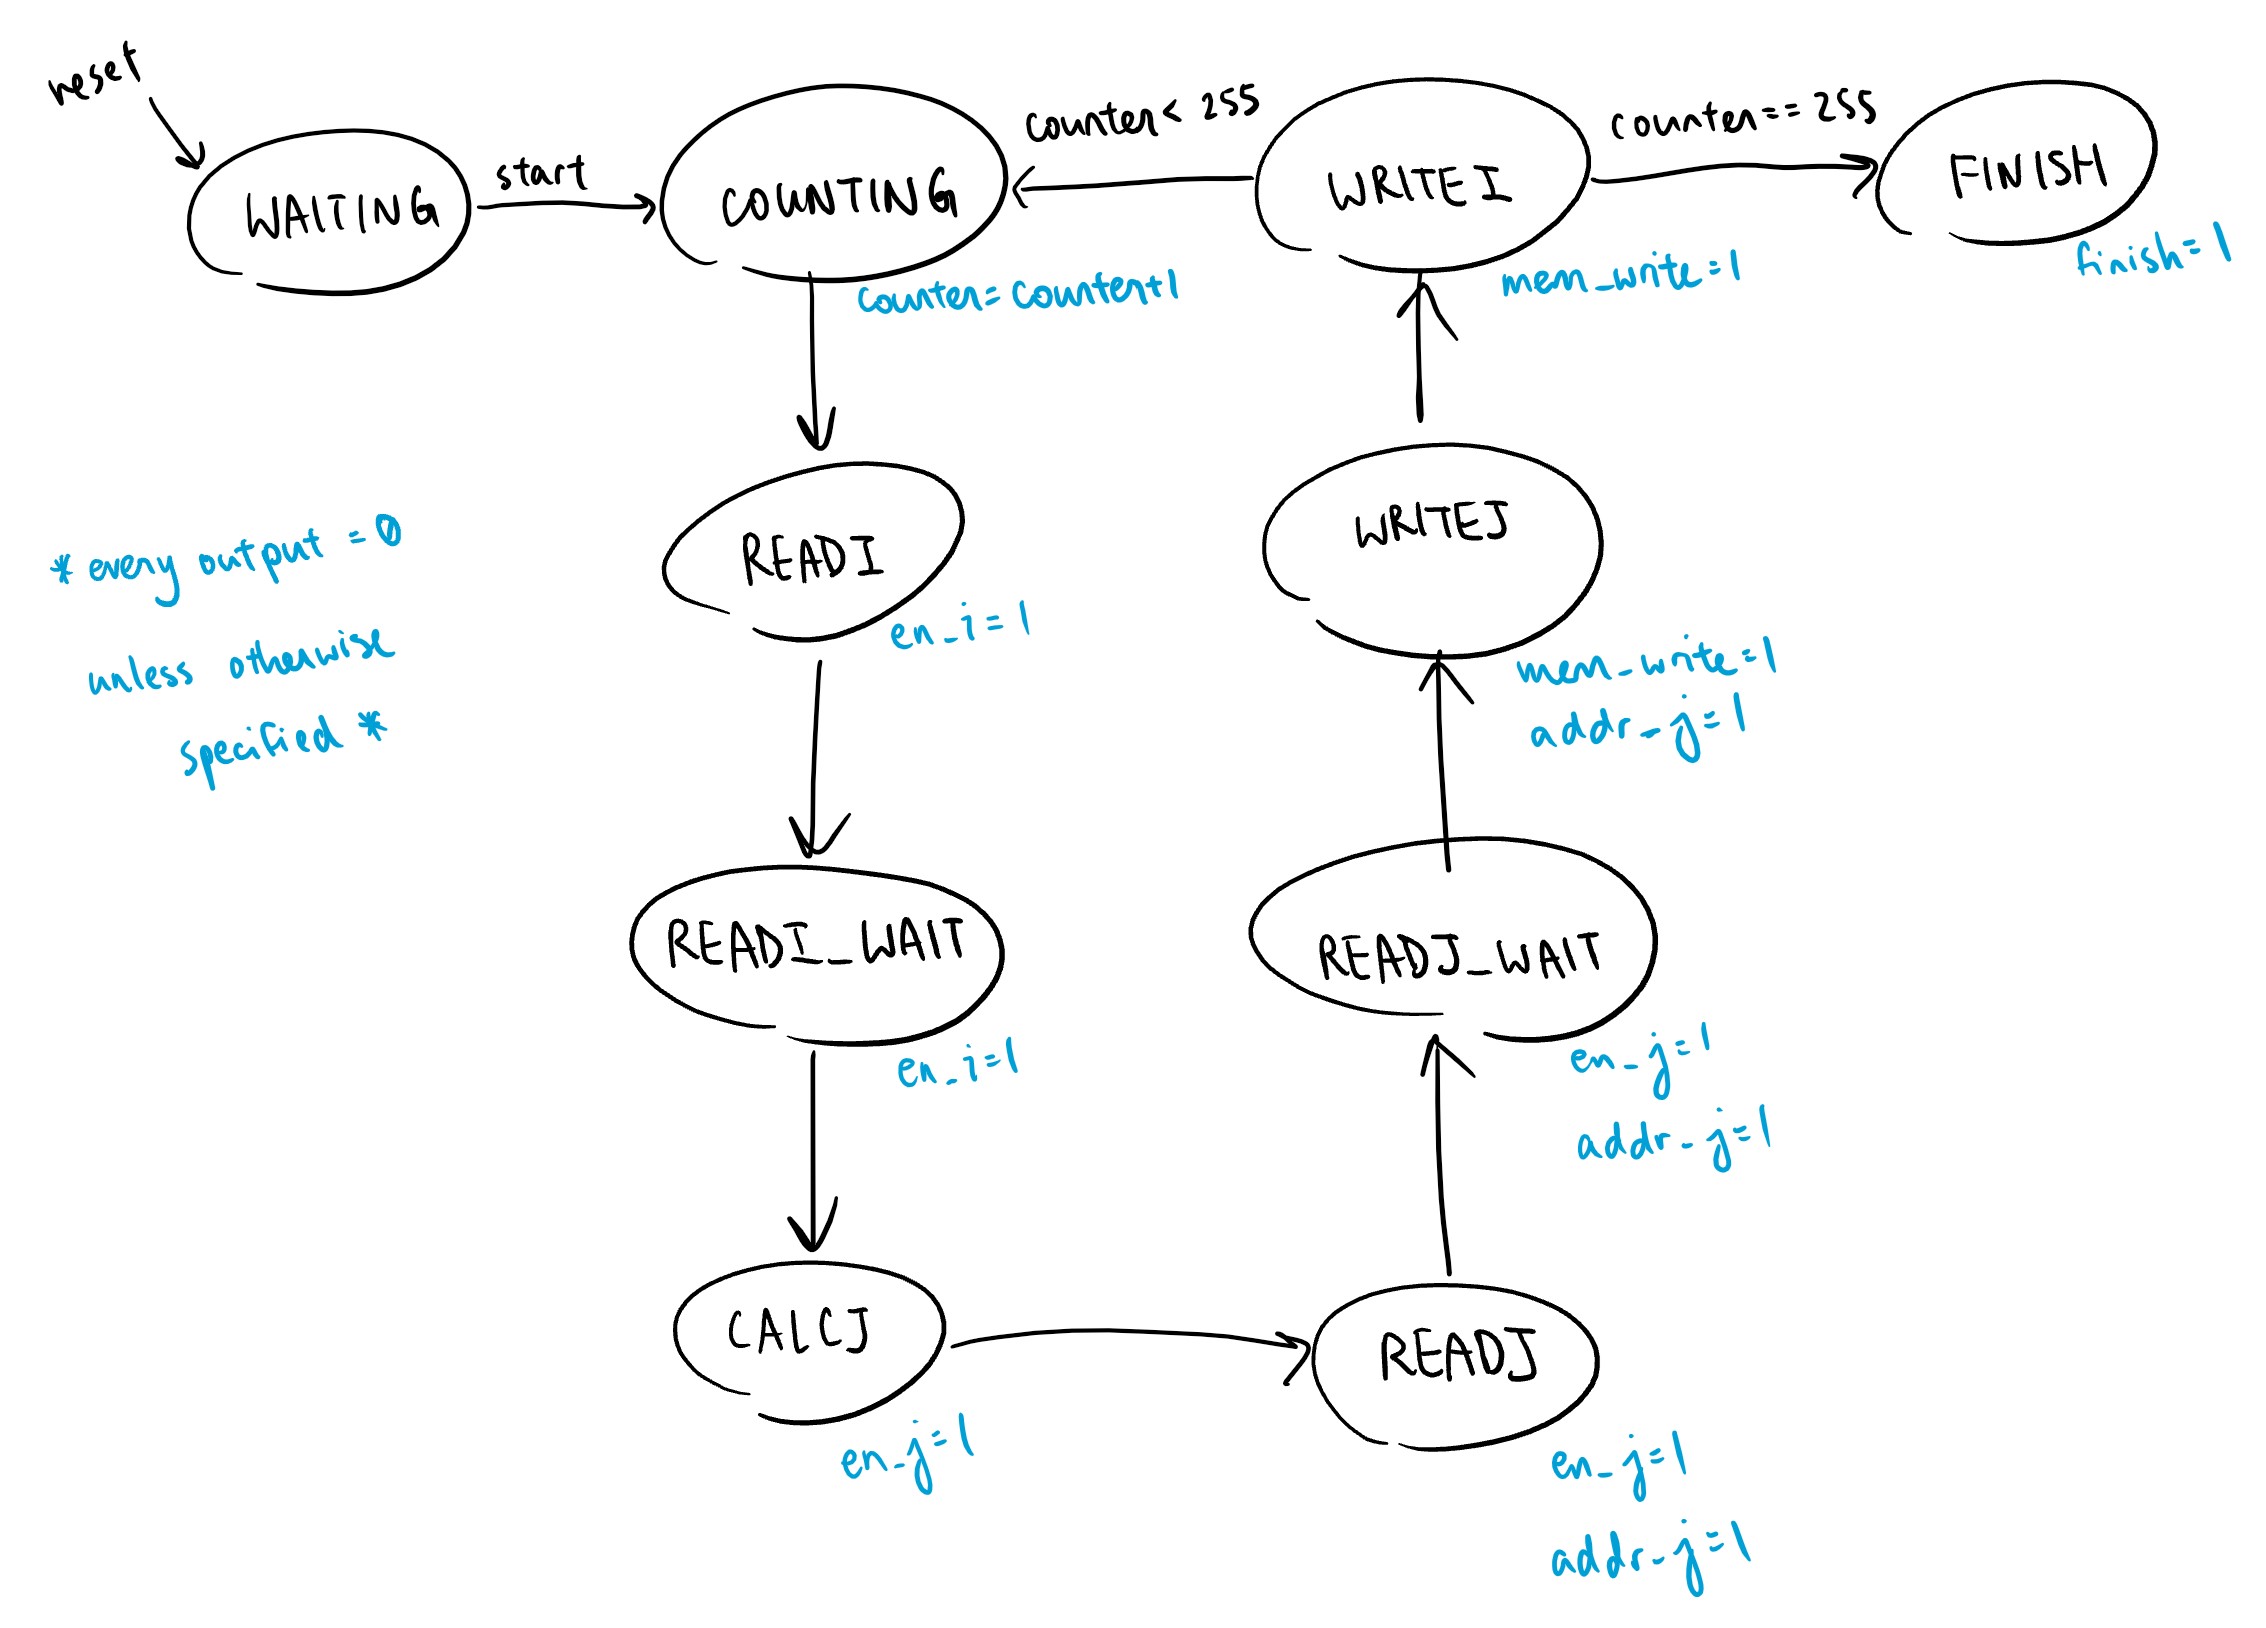 reset
WAITING
start
COUNTING
counter=counter+1
counter< 255
WRITEI
mem_write=1
counter==255
FINISH
finish=1
* every output =0
unless otherwise
specified *
READI
en_i=1
READI_WAIT
en_i=1
CALCJ
en_j=1
READJ
en_j=1
addr_j=1
READJ_WAIT
en_j=1
addr_j=1
WRITEJ
mem_write=1
addr_j=1